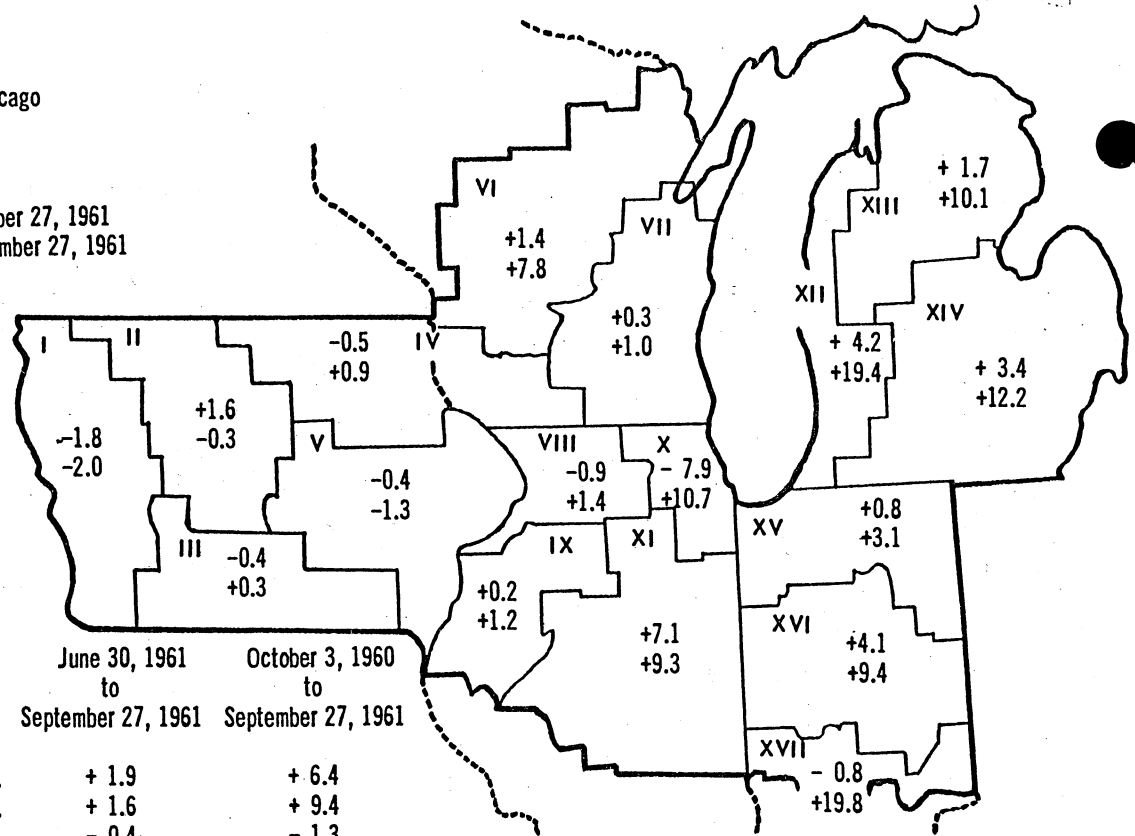 cago
ber 27, 1961
mber 27, 1961
VI
+1.4
+7.8
VII
+0.3
+1.0
XIII
+ 1.7
+10.1
XII
+ 4.2
+19.4
XIV
+ 3.4
+12.2
I
-1.8
-2.0
II
+1.6
-0.3
-0.5
+0.9
IV
V
-0.4
-1.3
III
-0.4
+0.3
VIII
-0.9
+1.4
X
- 7.9
+10.7
IX
+0.2
+1.2
XI
+7.1
+9.3
XV
+0.8
+3.1
XVI
+4.1
+9.4
XVII
- 0.8
+19.8
June 30, 1961 October 3, 1960
to to
September 27, 1961 September 27, 1961
+ 1.9 + 6.4
+ 1.6 + 9.4
- 0.4 - 1.3